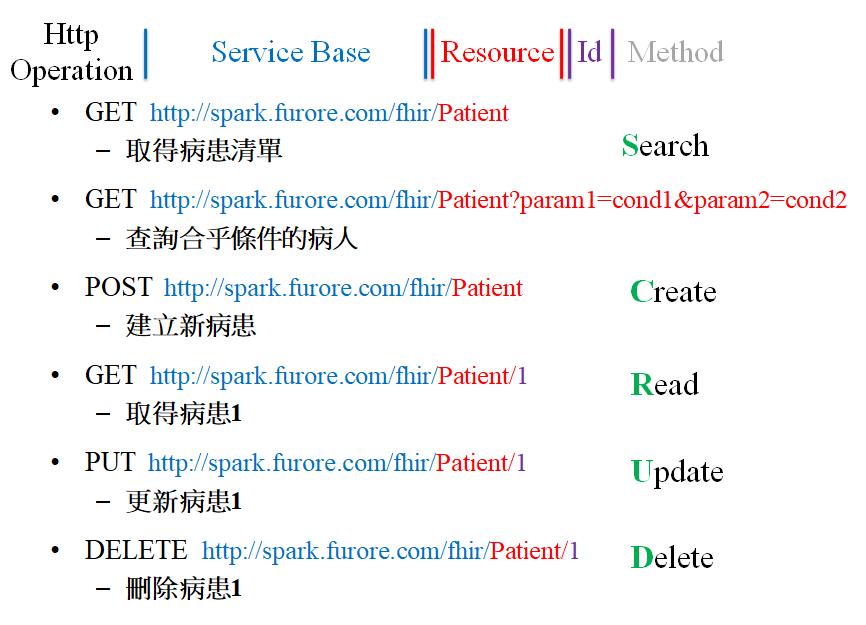 Http Operation | Service Base || Resource || Id | Method
• GET http://spark.furore.com/fhir/Patient
– 取得病患清單
Search
• GET http://spark.furore.com/fhir/Patient?param1=cond1&param2=cond2
– 查詢合乎條件的病人
• POST http://spark.furore.com/fhir/Patient
Create
– 建立新病患
• GET http://spark.furore.com/fhir/Patient/1
Read
– 取得病患1
• PUT http://spark.furore.com/fhir/Patient/1
Update
– 更新病患1
• DELETE http://spark.furore.com/fhir/Patient/1
Delete
– 刪除病患1